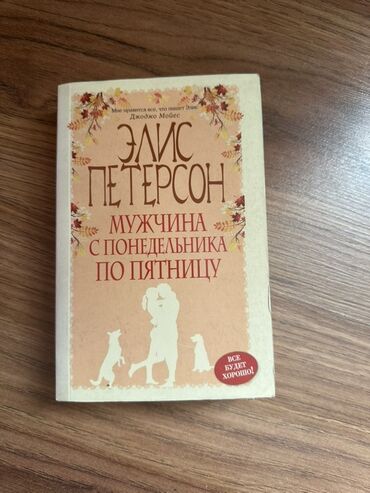 Мне нравится все, что пишет Элис
Джоджо Мойес
ЭЛИС
ПЕТЕРСОН
МУЖЧИНА
С ПОНЕДЕЛЬНИКА
ПО ПЯТНИЦУ
ВСЕ
БУДЕТ
ХОРОШО!